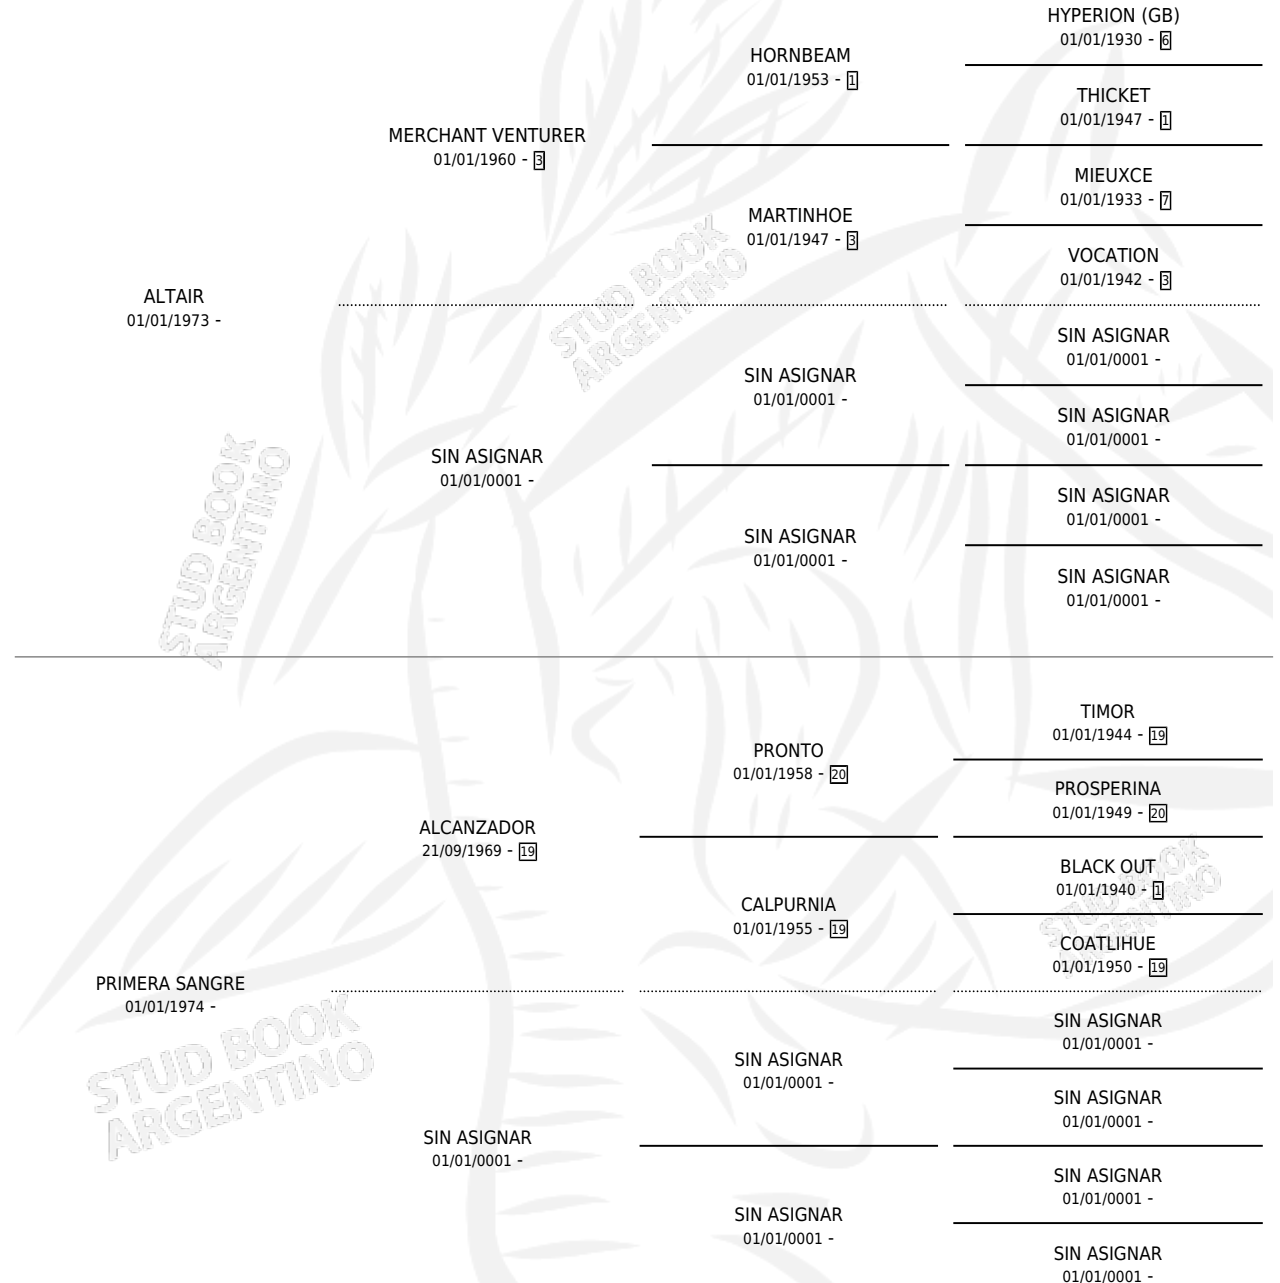 HYPERION (GB)
01/01/1930 - 6
HORNBEAM
01/01/1953 - 1
THICKET
01/01/1947 - 1
MERCHANT VENTURER
01/01/1960 - 3
MIEUXCE
01/01/1933 - 7
MARTINHOE
01/01/1947 - 3
VOCATION
01/01/1942 - 3
ALTAIR
01/01/1973 -
SIN ASIGNAR
01/01/0001 -
SIN ASIGNAR
01/01/0001 -
SIN ASIGNAR
01/01/0001 -
SIN ASIGNAR
01/01/0001 -
SIN ASIGNAR
01/01/0001 -
SIN ASIGNAR
01/01/0001 -
SIN ASIGNAR
01/01/0001 -
STUD BOOK
ARGENTINO
STUD BOOK
ARGENTINO
TIMOR
01/01/1944 - 19
PRONTO
01/01/1958 - 20
PROSPERINA
01/01/1949 - 20
ALCANZADOR
21/09/1969 - 19
BLACK OUT
01/01/1940 - 1
CALPURNIA
01/01/1955 - 19
COATLIHUE
01/01/1950 - 19
PRIMERA SANGRE
01/01/1974 -
SIN ASIGNAR
01/01/0001 -
SIN ASIGNAR
01/01/0001 -
SIN ASIGNAR
01/01/0001 -
SIN ASIGNAR
01/01/0001 -
SIN ASIGNAR
01/01/0001 -
SIN ASIGNAR
01/01/0001 -
SIN ASIGNAR
01/01/0001 -
STUD BOOK
ARGENTINO
STUD BOOK
ARGENTINO